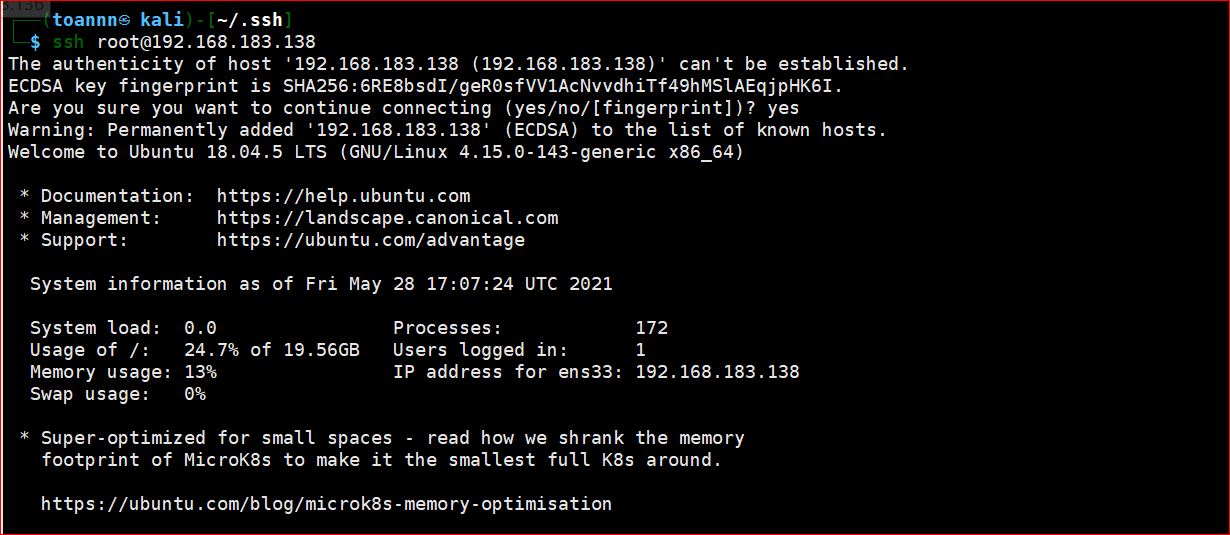 3.136
(toannn㉿ kali)-[~/.ssh]
$ ssh root@192.168.183.138
The authenticity of host '192.168.183.138 (192.168.183.138)' can't be established.
ECDSA key fingerprint is SHA256:6RE8bsdI/geR0sfVV1AcNvvdhiTf49hMSlAEqjpHK6I.
Are you sure you want to continue connecting (yes/no/[fingerprint])? yes
Warning: Permanently added '192.168.183.138' (ECDSA) to the list of known hosts.
Welcome to Ubuntu 18.04.5 LTS (GNU/Linux 4.15.0-143-generic x86_64)
* Documentation:  https://help.ubuntu.com
* Management:     https://landscape.canonical.com
* Support:        https://ubuntu.com/advantage
System information as of Fri May 28 17:07:24 UTC 2021
System load:  0.0                Processes:            172
Usage of /:   24.7% of 19.56GB   Users logged in:      1
Memory usage: 13%                IP address for ens33: 192.168.183.138
Swap usage:   0%
* Super-optimized for small spaces - read how we shrank the memory
footprint of MicroK8s to make it the smallest full K8s around.
https://ubuntu.com/blog/microk8s-memory-optimisation